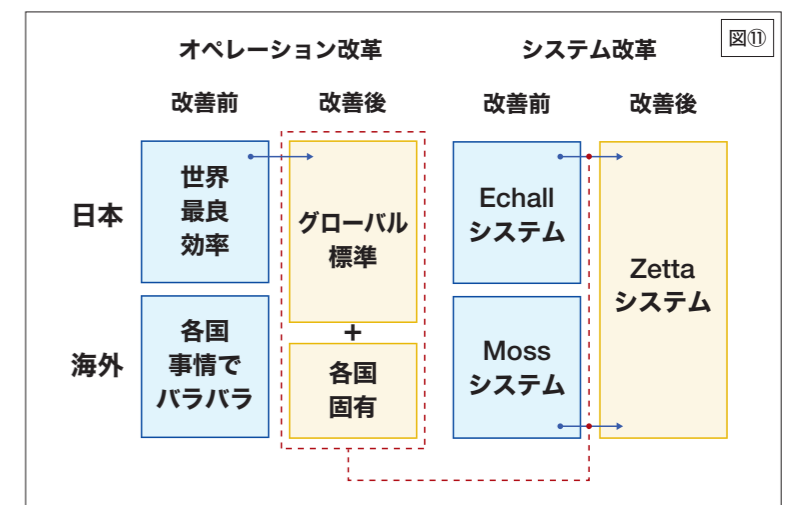 図⑪
オペレーション改革
システム改革
改善前
改善後
改善前
改善後
日本
世界
最良
効率
グローバル
標準
Echall
システム
Zetta
システム
海外
各国
事情で
バラバラ
+
各国
固有
Moss
システム